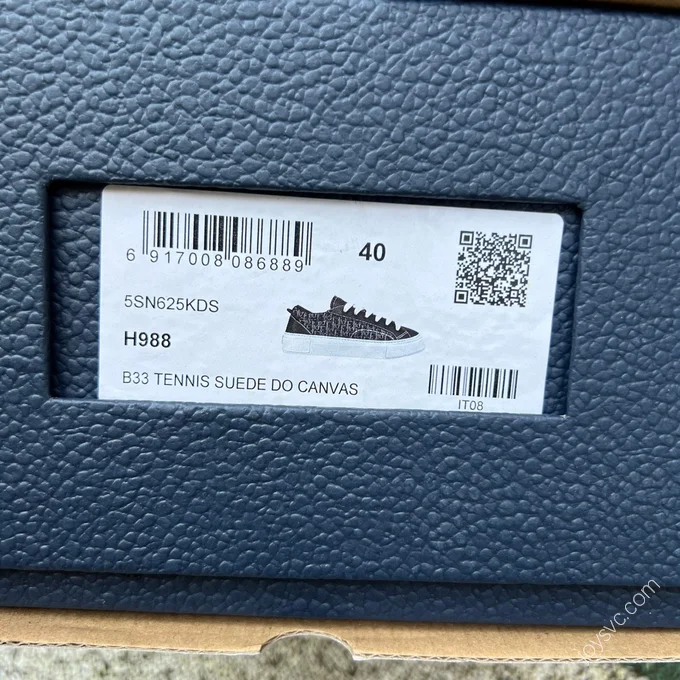 6 917008 086889
40
5SN625KDS
H988
B33 TENNIS SUEDE DO CANVAS
IT08